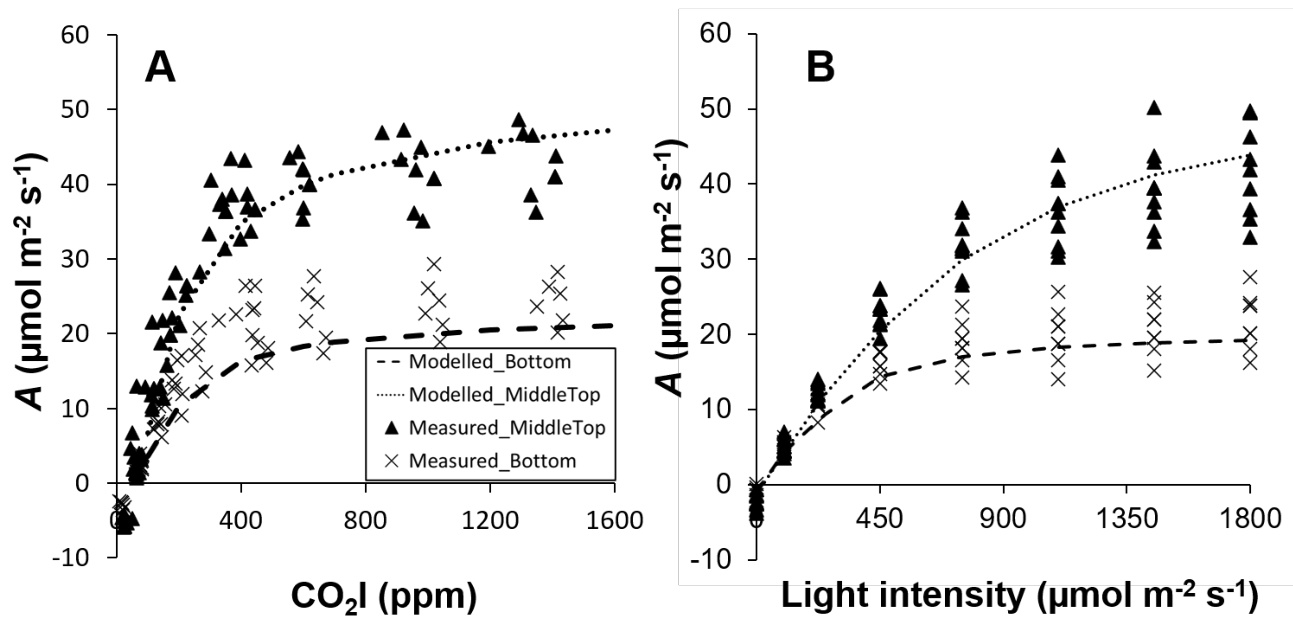 A
60
50
40
30
20
10
0
-10
A (µmol m-2 s-1)
0 400 800 1200 1600
CO2I (ppm)
Modelled_Bottom
Modelled_MiddleTop
Measured_MiddleTop
Measured_Bottom
B
60
50
40
30
20
10
0
-10
A (µmol m-2 s-1)
0 450 900 1350 1800
Light intensity (µmol m-2 s-1)